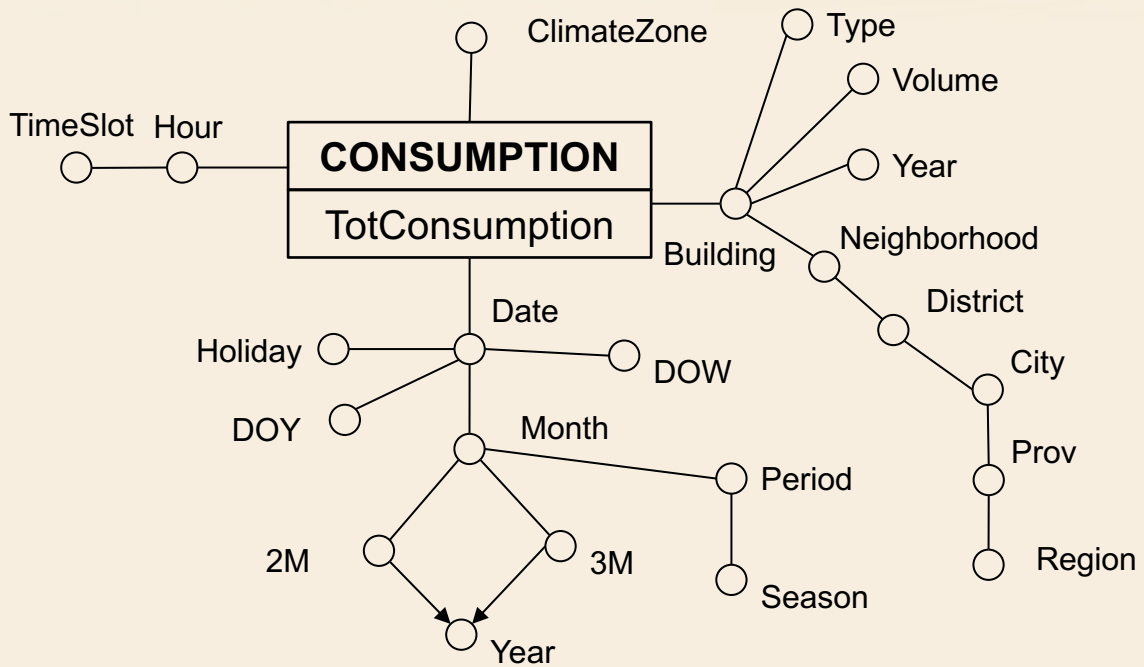 ClimateZone
Type
Volume
TimeSlot
Hour
CONSUMPTION
Year
TotConsumption
Building
Neighborhood
District
Date
Holiday
DOW
City
DOY
Month
Prov
Period
2M
3M
Region
Season
Year